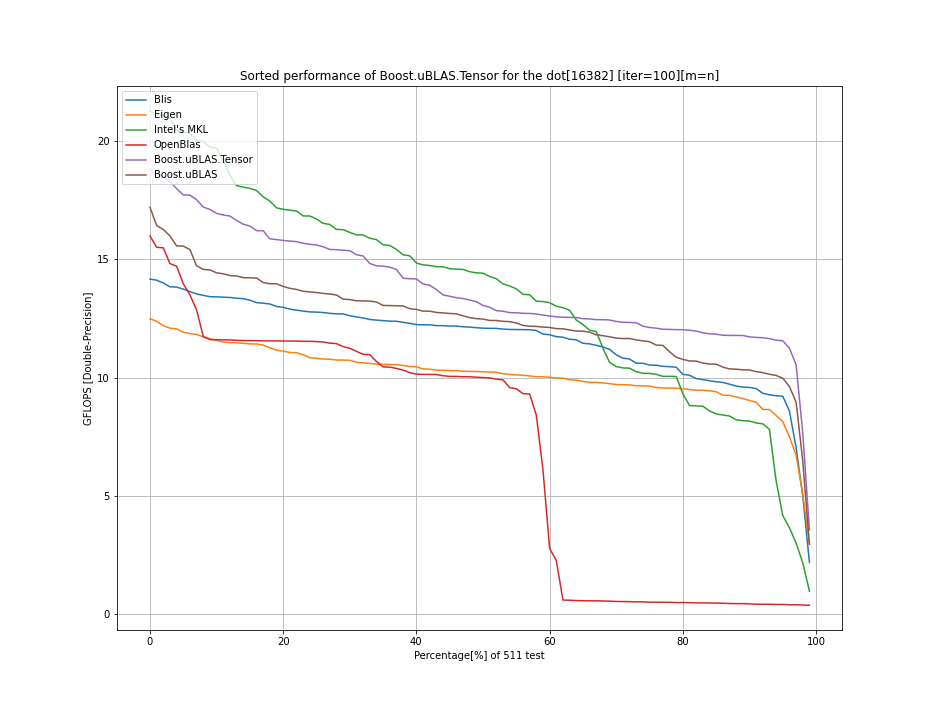 Sorted performance of Boost.uBLAS.Tensor for the dot[16382] [iter=100][m=n]
Blis
Eigen
Intel's MKL
OpenBlas
Boost.uBLAS.Tensor
Boost.uBLAS
GFLOPS [Double-Precision]
20
15
10
5
0
0 20 40 60 80 100
Percentage[%] of 511 test